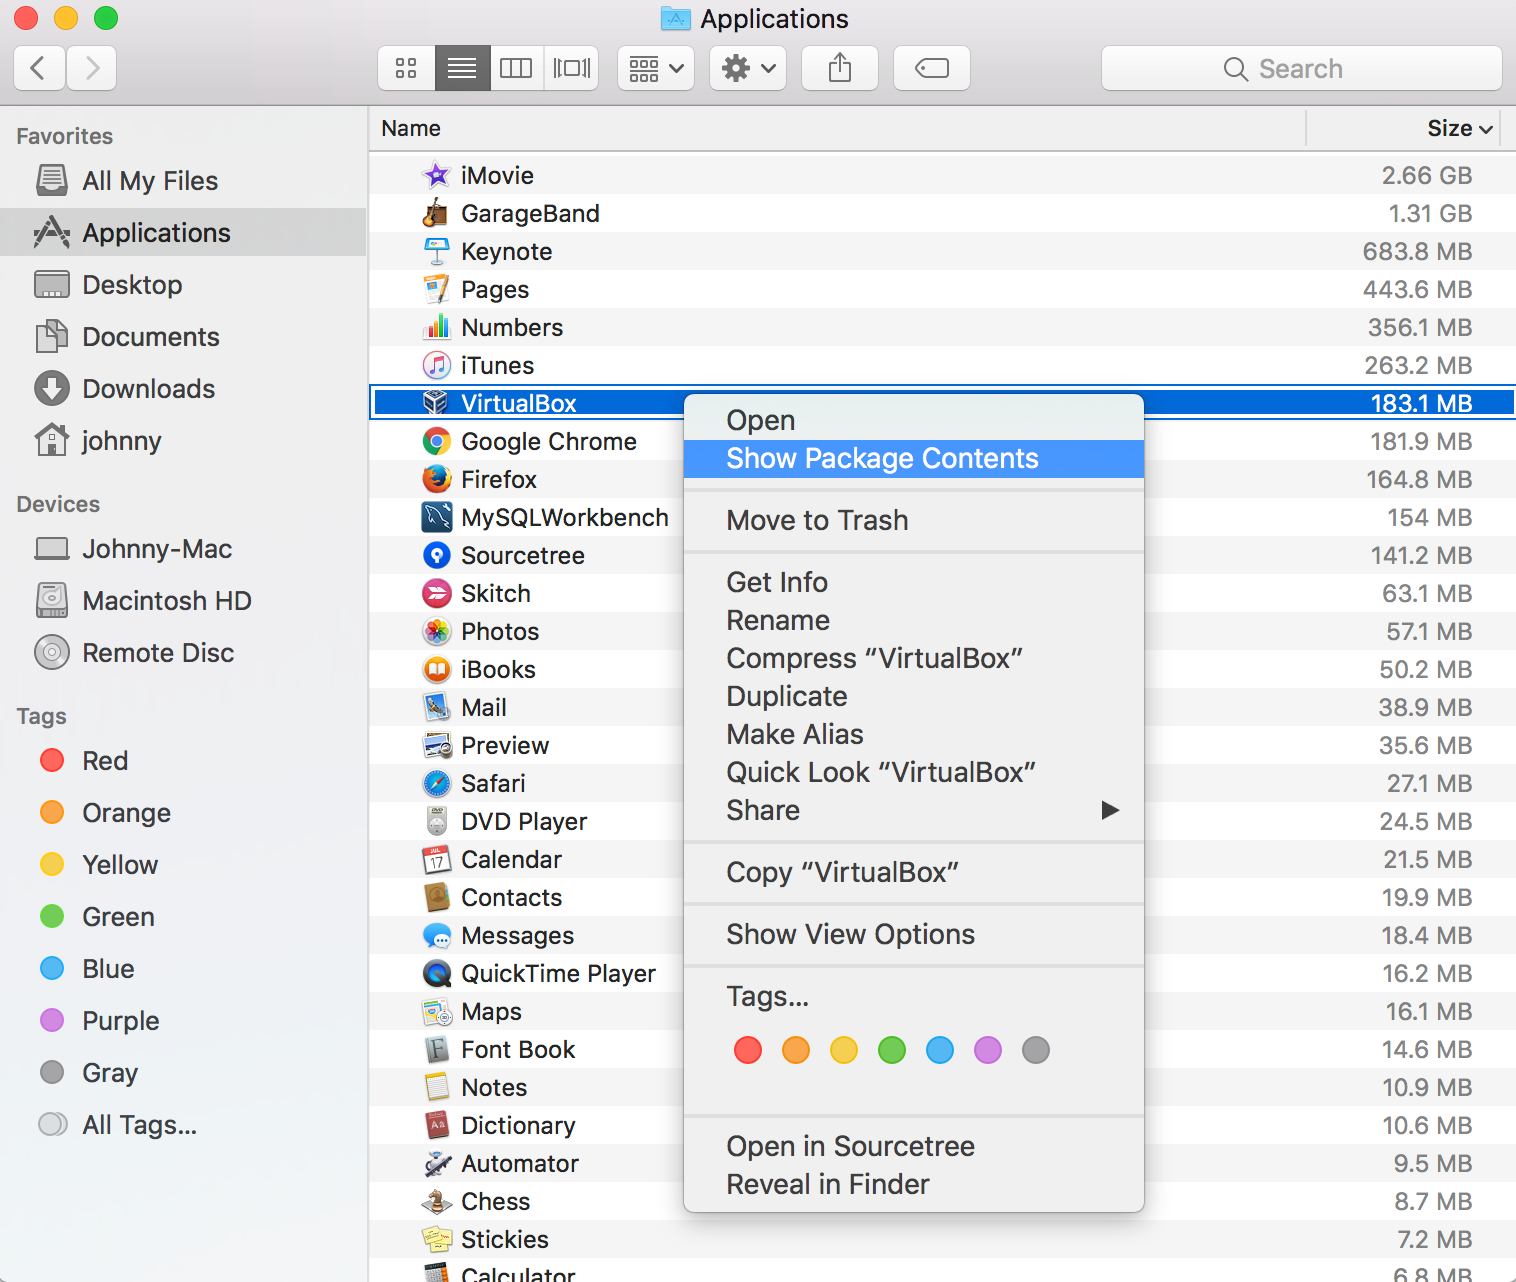 Applications
Search
Favorites
All My Files
Applications
Desktop
Documents
Downloads
johnny
Devices
Johnny-Mac
Macintosh HD
Remote Disc
Tags
Red
Orange
Yellow
Green
Blue
Purple
Gray
All Tags...
Name Size
iMovie 2.66 GB
GarageBand 1.31 GB
Keynote 683.8 MB
Pages 443.6 MB
Numbers 356.1 MB
iTunes 263.2 MB
VirtualBox 183.1 MB
Google Chrome 181.9 MB
Firefox 164.8 MB
MySQLWorkbench 154 MB
Sourcetree 141.2 MB
Skitch 63.1 MB
Photos 57.1 MB
iBooks 50.2 MB
Mail 38.9 MB
Preview 35.6 MB
Safari 27.1 MB
DVD Player 24.5 MB
Calendar 21.5 MB
Contacts 19.9 MB
Messages 18.4 MB
QuickTime Player 16.2 MB
Maps 16.1 MB
Font Book 14.6 MB
Notes 10.9 MB
Dictionary 10.6 MB
Automator 9.5 MB
Chess 8.7 MB
Stickies 7.2 MB
Calculator 6.8 MB
Open
Show Package Contents
Move to Trash
Get Info
Rename
Compress “VirtualBox”
Duplicate
Make Alias
Quick Look “VirtualBox”
Share
Copy “VirtualBox”
Show View Options
Tags...
Open in Sourcetree
Reveal in Finder